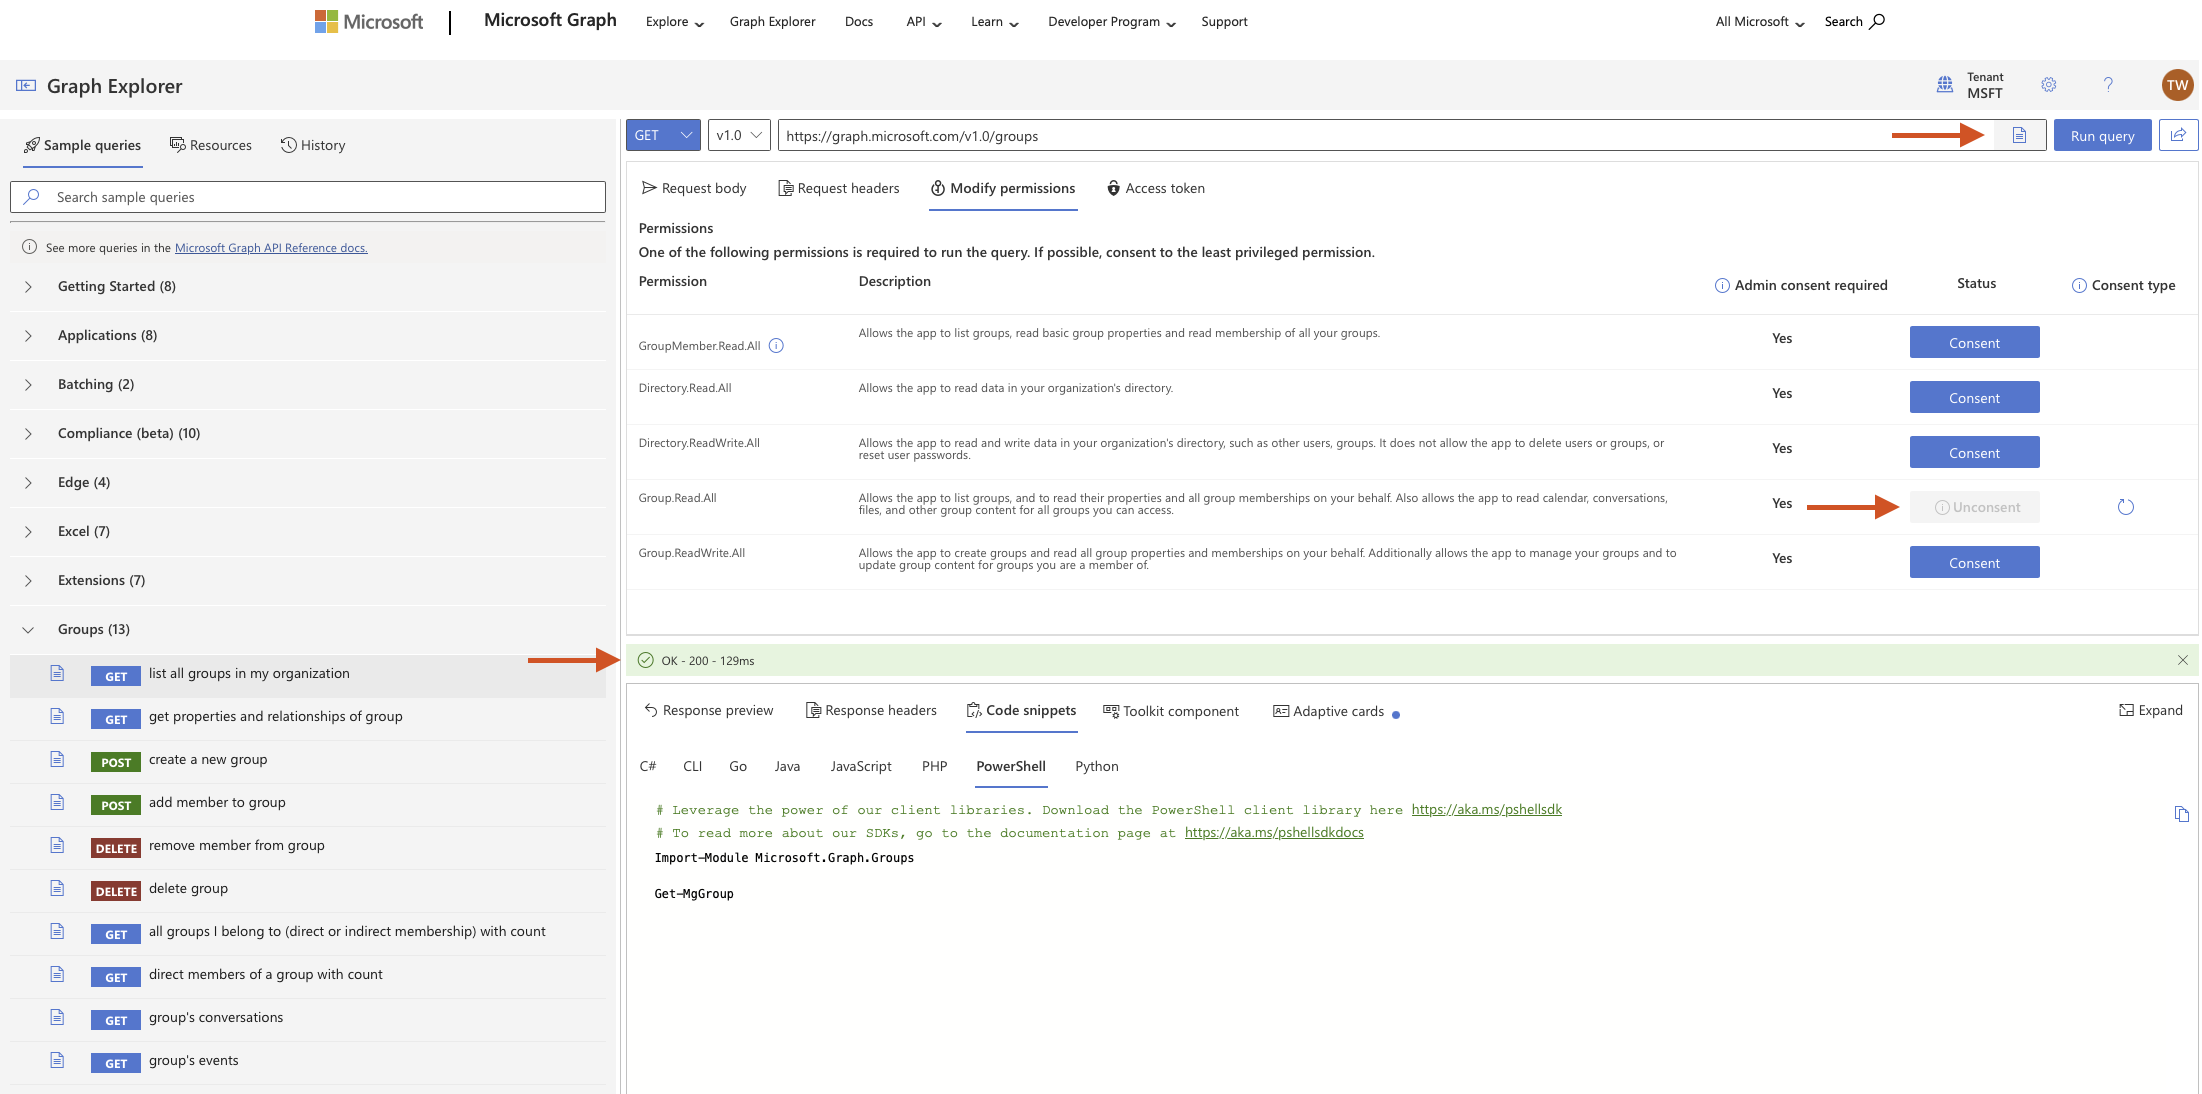 Microsoft | Microsoft Graph Explore Graph Explorer Docs API Learn Developer Program Support All Microsoft Search
Graph Explorer
Tenant
MSFT
?
TW
Sample queries Resources History
Search sample queries
See more queries in the Microsoft Graph API Reference docs.
Getting Started (8)
Applications (8)
Batching (2)
Compliance (beta) (10)
Edge (4)
Excel (7)
Extensions (7)
Groups (13)
GET list all groups in my organization
GET get properties and relationships of group
POST create a new group
POST add member to group
DELETE remove member from group
DELETE delete group
GET all groups I belong to (direct or indirect membership) with count
GET direct members of a group with count
GET group's conversations
GET group's events
GET v1.0 https://graph.microsoft.com/v1.0/groups Run query
Request body Request headers Modify permissions Access token
Permissions
One of the following permissions is required to run the query. If possible, consent to the least privileged permission.
Permission Description Admin consent required Status Consent type
GroupMember.Read.All Allows the app to list groups, read basic group properties and read membership of all your groups. Yes Consent
Directory.Read.All Allows the app to read data in your organization's directory. Yes Consent
Directory.ReadWrite.All Allows the app to read and write data in your organization's directory, such as other users, groups. It does not allow the app to delete users or groups, or
reset user passwords. Yes Consent
Group.Read.All Allows the app to list groups, and to read their properties and all group memberships on your behalf. Also allows the app to read calendar, conversations,
files, and other group content for all groups you can access. Yes Unconsent
Group.ReadWrite.All Allows the app to create groups and read all group properties and memberships on your behalf. Additionally allows the app to manage your groups and to
update group content for groups you are a member of. Yes Consent
OK - 200 - 129ms
Response preview Response headers Code snippets Toolkit component Adaptive cards Expand
C# CLI Go Java JavaScript PHP PowerShell Python
# Leverage the power of our client libraries. Download the PowerShell client library here https://aka.ms/pshellsdk
# To read more about our SDKs, go to the documentation page at https://aka.ms/pshellsdkdocs
Import-Module Microsoft.Graph.Groups
Get-MgGroup